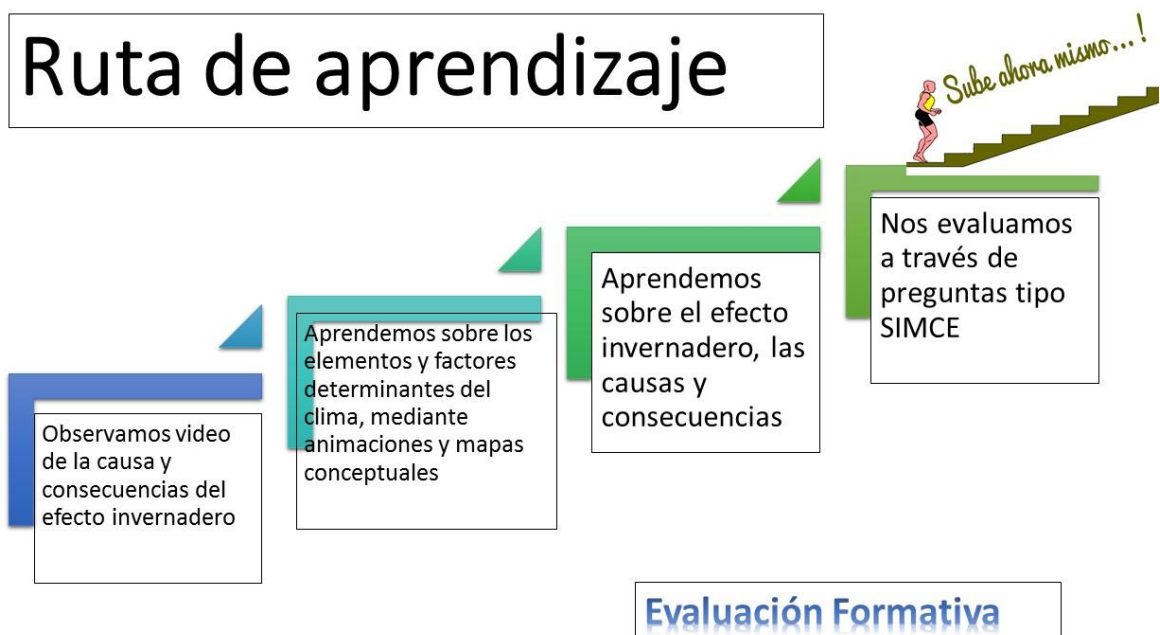 Ruta de aprendizaje
Sube ahora mismo...!
Observamos video
de la causa y
consecuencias del
efecto invernadero
Aprendemos sobre los
elementos y factores
determinantes del
clima, mediante
animaciones y mapas
conceptuales
Aprendemos
sobre el efecto
invernadero, las
causas y
consecuencias
Nos evaluamos
a través de
preguntas tipo
SIMCE
Evaluación Formativa